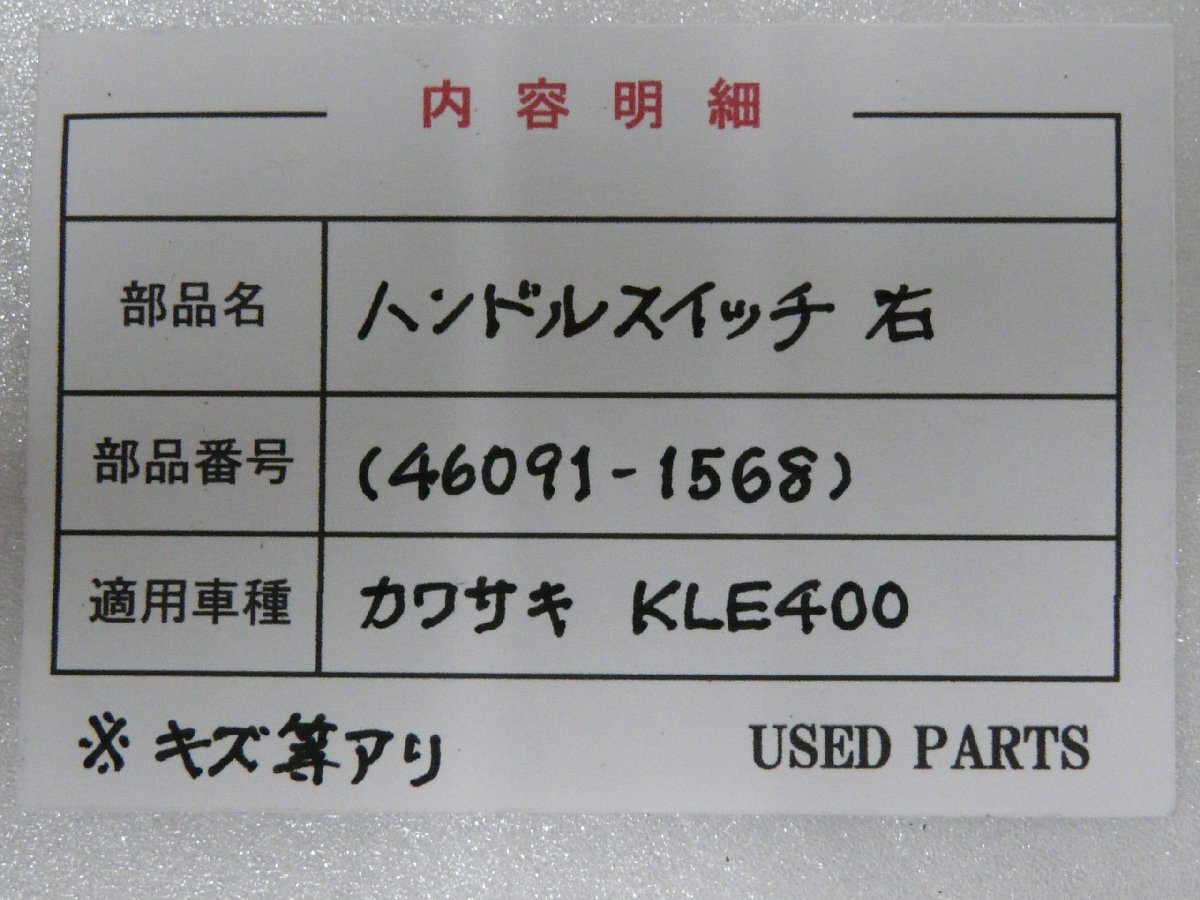 内容明細
部品名 ハンドルスイッチ 右
部品番号 (46091-1568)
適用車種 カワサキ KLE400
※キズ等アリ USED PARTS